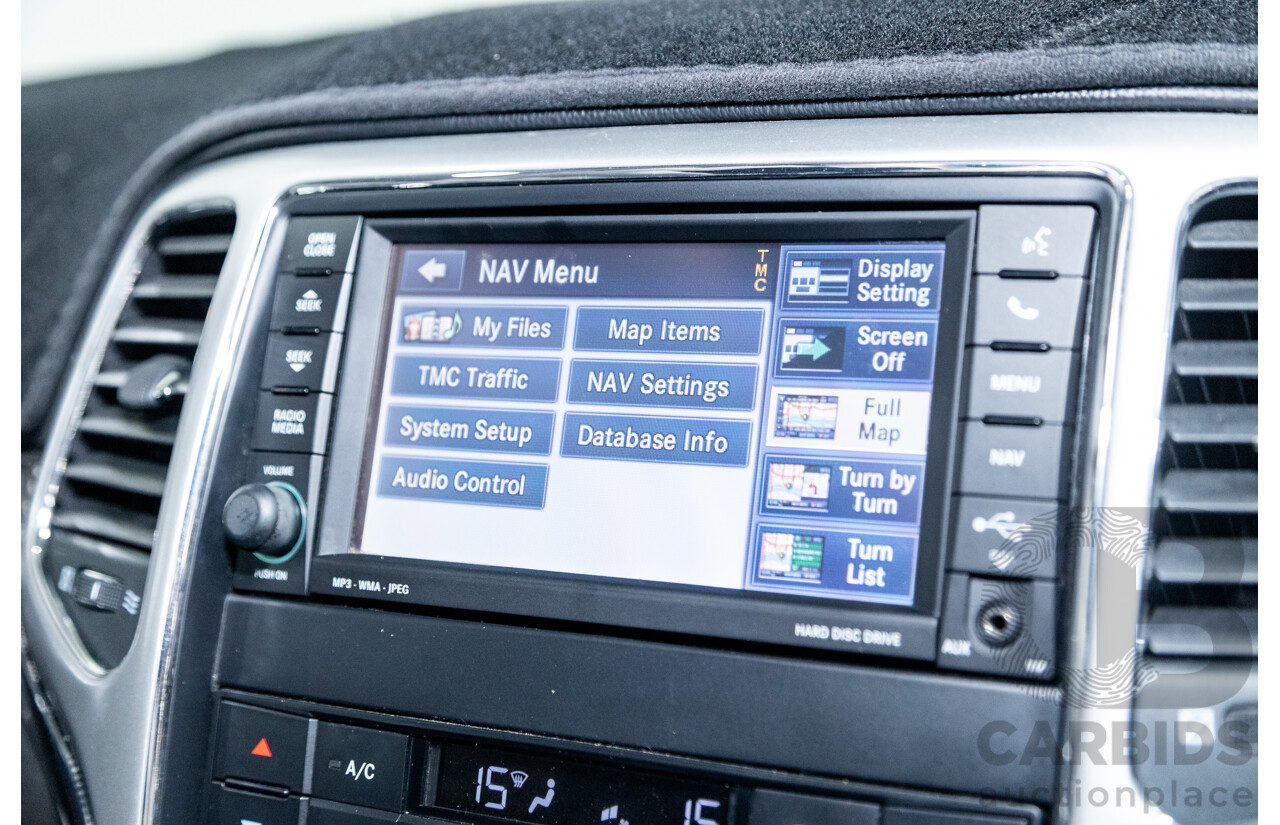 OPEN
CLOSE
SEEK
SEEK
RADIO
MEDIA
VOLUME
PUSH-ON
NAV Menu
TMC
My Files
Map Items
TMC Traffic
NAV Settings
System Setup
Database Info
Audio Control
Display
Setting
Screen
Off
Full
Map
Turn by
Turn
Turn
List
MENU
NAV
MP3 - WMA - JPEG
HARD DISC DRIVE
AUX
A/C
15
15
CARBIDS
auctionplace